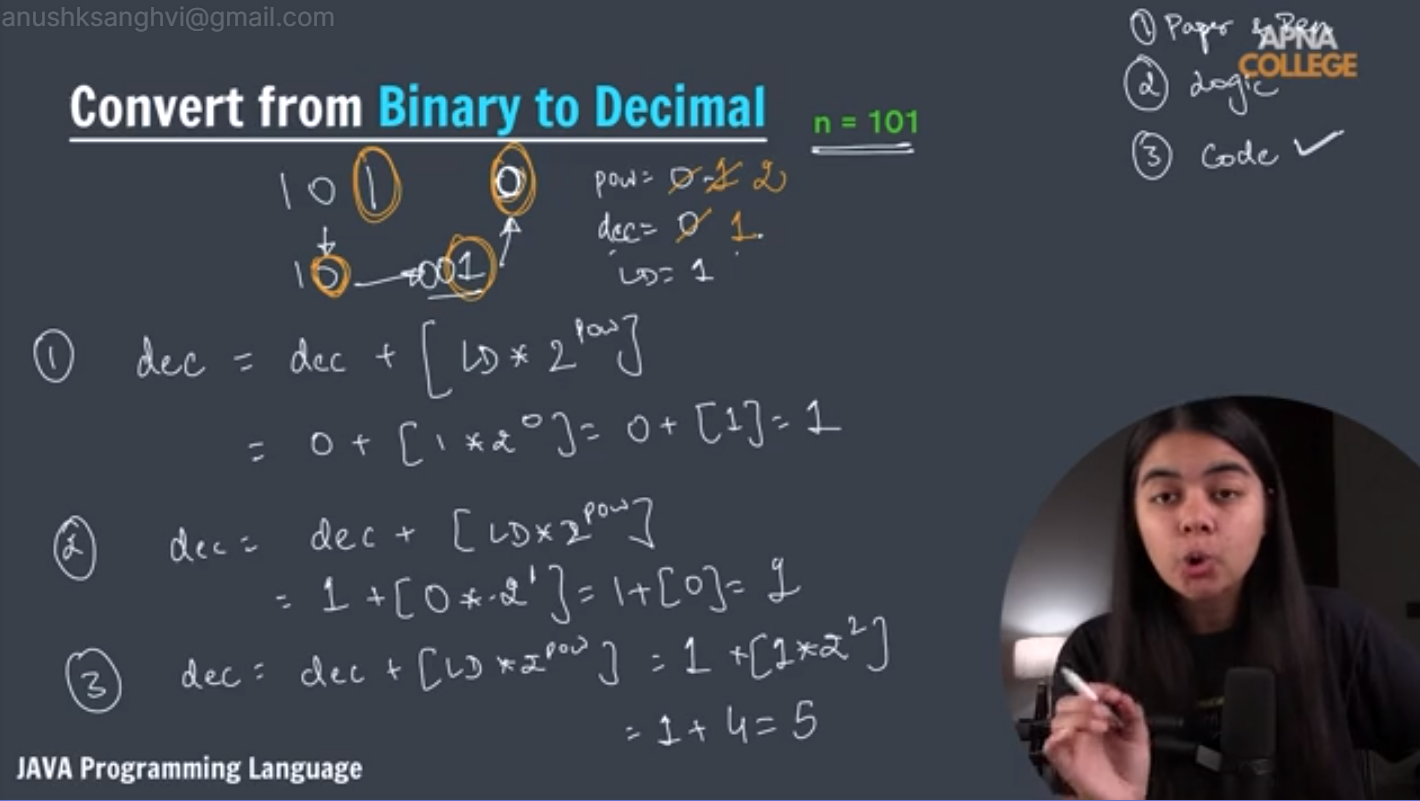 anushksanghvi@gmail.com
① Paper & Pen
APNA
COLLEGE
② Logic
③ Code ✓
Convert from Binary to Decimal
n = 101
101 0 pow = 0 1 2
dec = 0 1.
10 → 001 LD = 1
① dec = dec + [LD * 2^pow]
= 0 + [1 * 2^0] = 0 + [1] = 1
② dec = dec + [LD * 2^pow]
= 1 + [0 * 2^1] = 1 + [0] = 1
③ dec = dec + [LD * 2^pow] = 1 + [1 * 2^2]
= 1 + 4 = 5
JAVA Programming Language